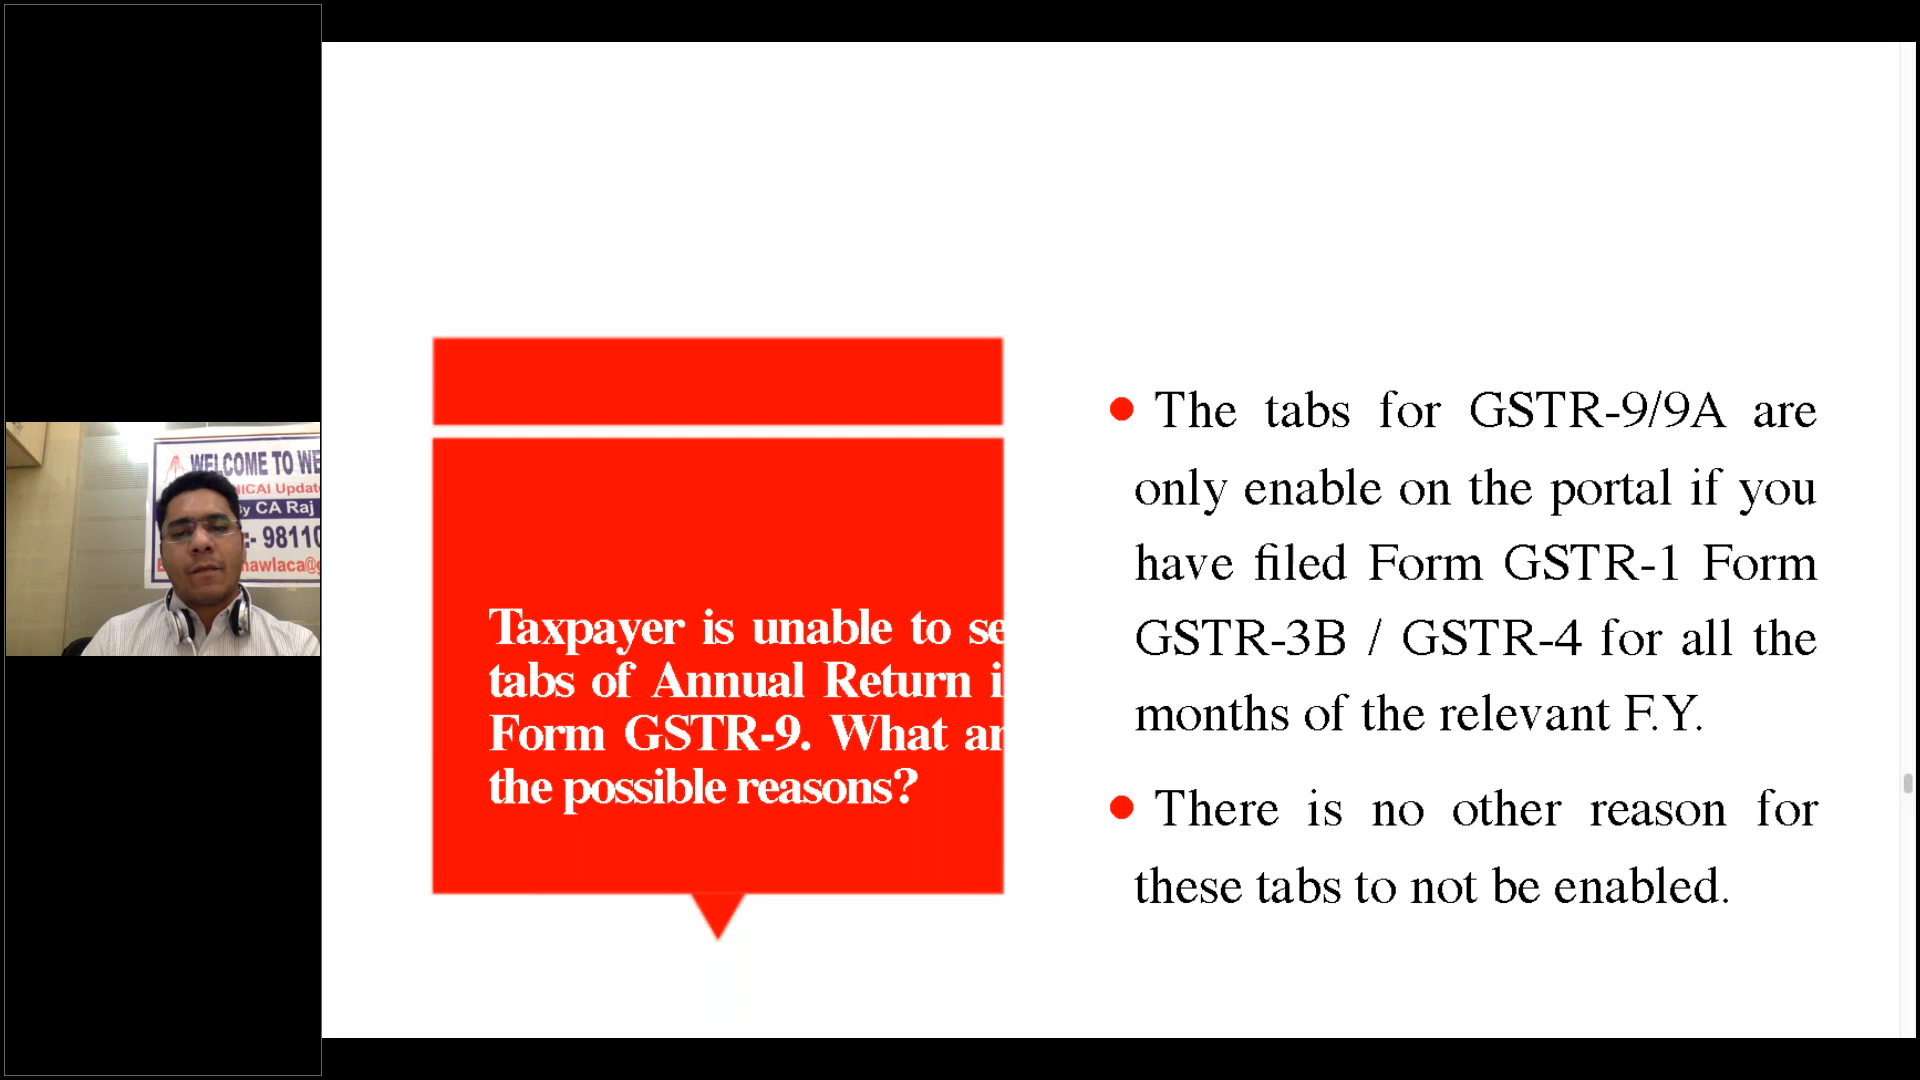 WELCOME TO WE
ICAI Updat
By CA Raj
:- 98110
awlaca@g
Taxpayer is unable to se
tabs of Annual Return i
Form GSTR-9. What ar
the possible reasons?
The tabs for GSTR-9/9A are
only enable on the portal if you
have filed Form GSTR-1 Form
GSTR-3B / GSTR-4 for all the
months of the relevant F.Y.
There is no other reason for
these tabs to not be enabled.